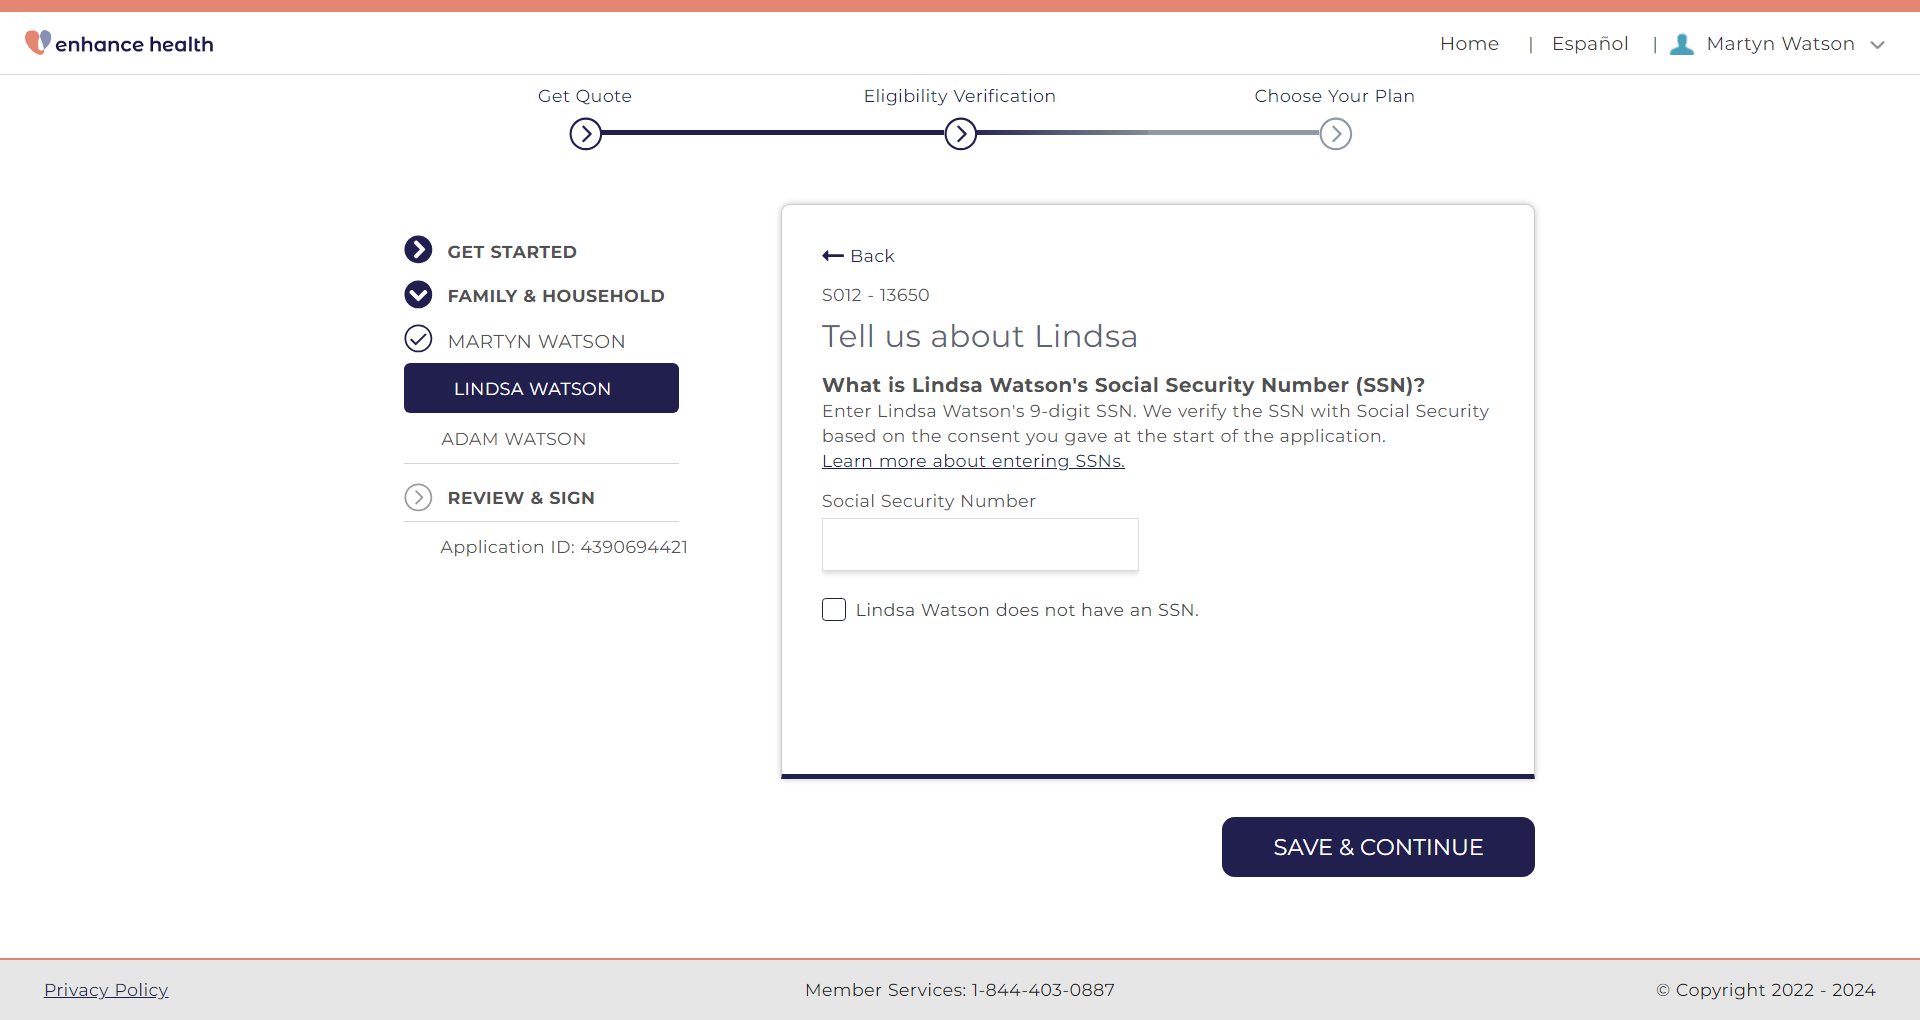 enhance health
Home | Español | Martyn Watson
Get Quote
Eligibility Verification
Choose Your Plan
GET STARTED
FAMILY & HOUSEHOLD
MARTYN WATSON
LINDSA WATSON
ADAM WATSON
REVIEW & SIGN
Application ID: 4390694421
Back
S012 - 13650
Tell us about Lindsa
What is Lindsa Watson's Social Security Number (SSN)?
Enter Lindsa Watson's 9-digit SSN. We verify the SSN with Social Security
based on the consent you gave at the start of the application.
Learn more about entering SSNs.
Social Security Number
Lindsa Watson does not have an SSN.
SAVE & CONTINUE
Privacy Policy
Member Services: 1-844-403-0887
© Copyright 2022 - 2024